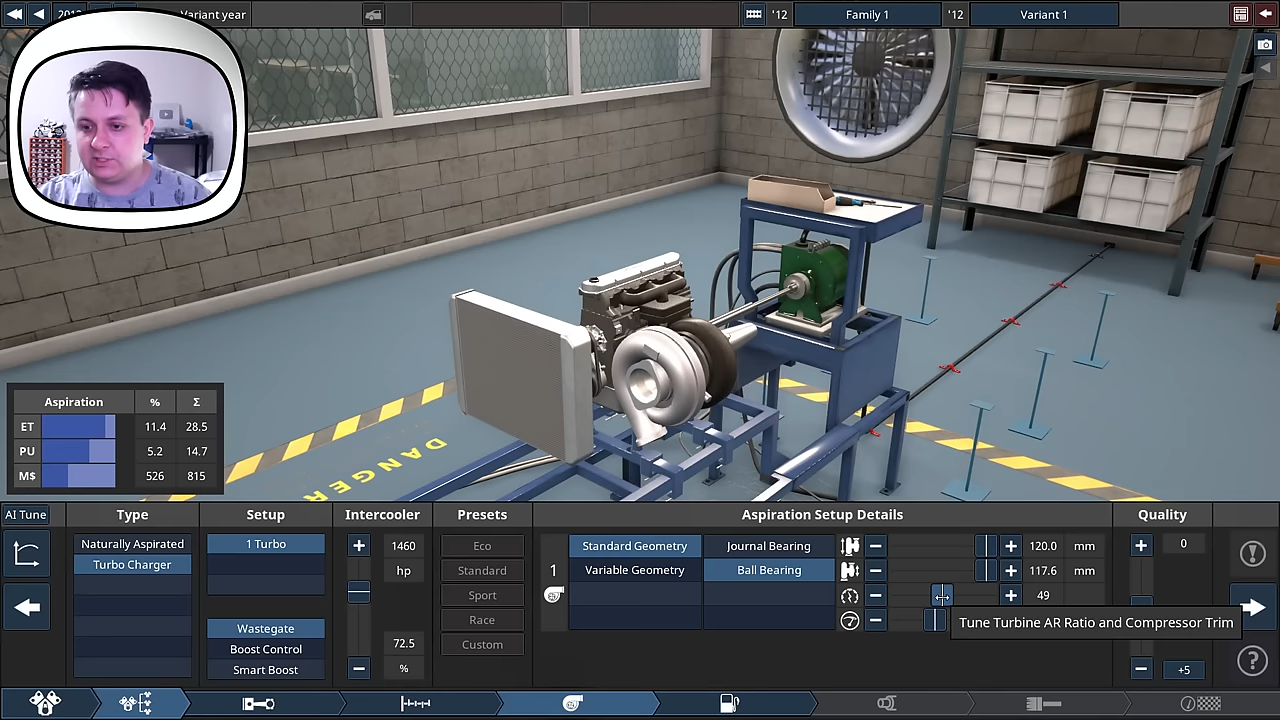 Variant year
'12
Family 1
'12
Variant 1
DANGER
Aspiration % Σ
ET 11.4 28.5
PU 5.2 14.7
M$ 526 815
AI Tune
Type
Naturally Aspirated
Turbo Charger
Setup
1 Turbo
Wastegate
Boost Control
Smart Boost
Intercooler
1460
hp
72.5
%
Presets
Eco
Standard
Sport
Race
Custom
Aspiration Setup Details
1
Standard Geometry
Variable Geometry
Journal Bearing
Ball Bearing
120.0 mm
117.6 mm
49
Tune Turbine AR Ratio and Compressor Trim
Quality
0
+5